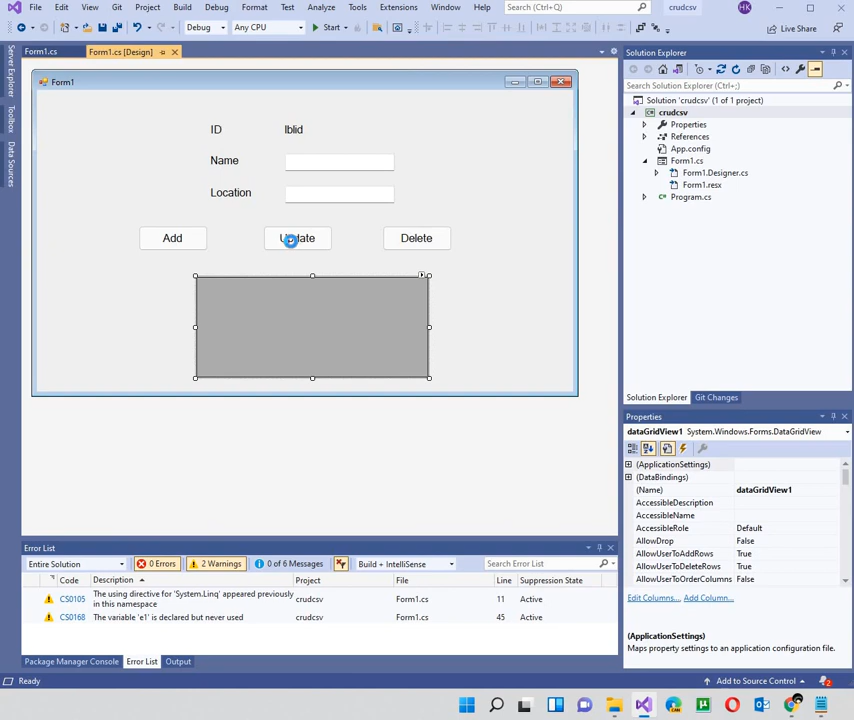 File Edit View Git Project Build Debug Format Test Analyze Tools Extensions Window Help Search (Ctrl+Q) crudcsv HK
Debug Any CPU Start Live Share
Form1.cs Form1.cs [Design]
Server Explorer
Toolbox
Data Sources
Form1
ID lblid
Name
Location
Add Update Delete
Solution Explorer
Search Solution Explorer (Ctrl+;)
Solution 'crudcsv' (1 of 1 project)
crudcsv
Properties
References
App.config
Form1.cs
Form1.Designer.cs
Form1.resx
Program.cs
Solution Explorer Git Changes
Properties
dataGridView1 System.Windows.Forms.DataGridView
(ApplicationSettings)
(DataBindings)
(Name) dataGridView1
AccessibleDescription
AccessibleName
AccessibleRole Default
AllowDrop False
AllowUserToAddRows True
AllowUserToDeleteRows True
AllowUserToOrderColumns False
Edit Columns..., Add Column...
(ApplicationSettings)
Maps property settings to an application configuration file.
Error List
Entire Solution 0 Errors 2 Warnings 0 of 6 Messages Build + IntelliSense Search Error List
Code Description Project File Line Suppression State
CS0105 The using directive for 'System.Linq' appeared previously in this namespace crudcsv Form1.cs 11 Active
CS0168 The variable 'e1' is declared but never used crudcsv Form1.cs 45 Active
Package Manager Console Error List Output
Ready Add to Source Control 2